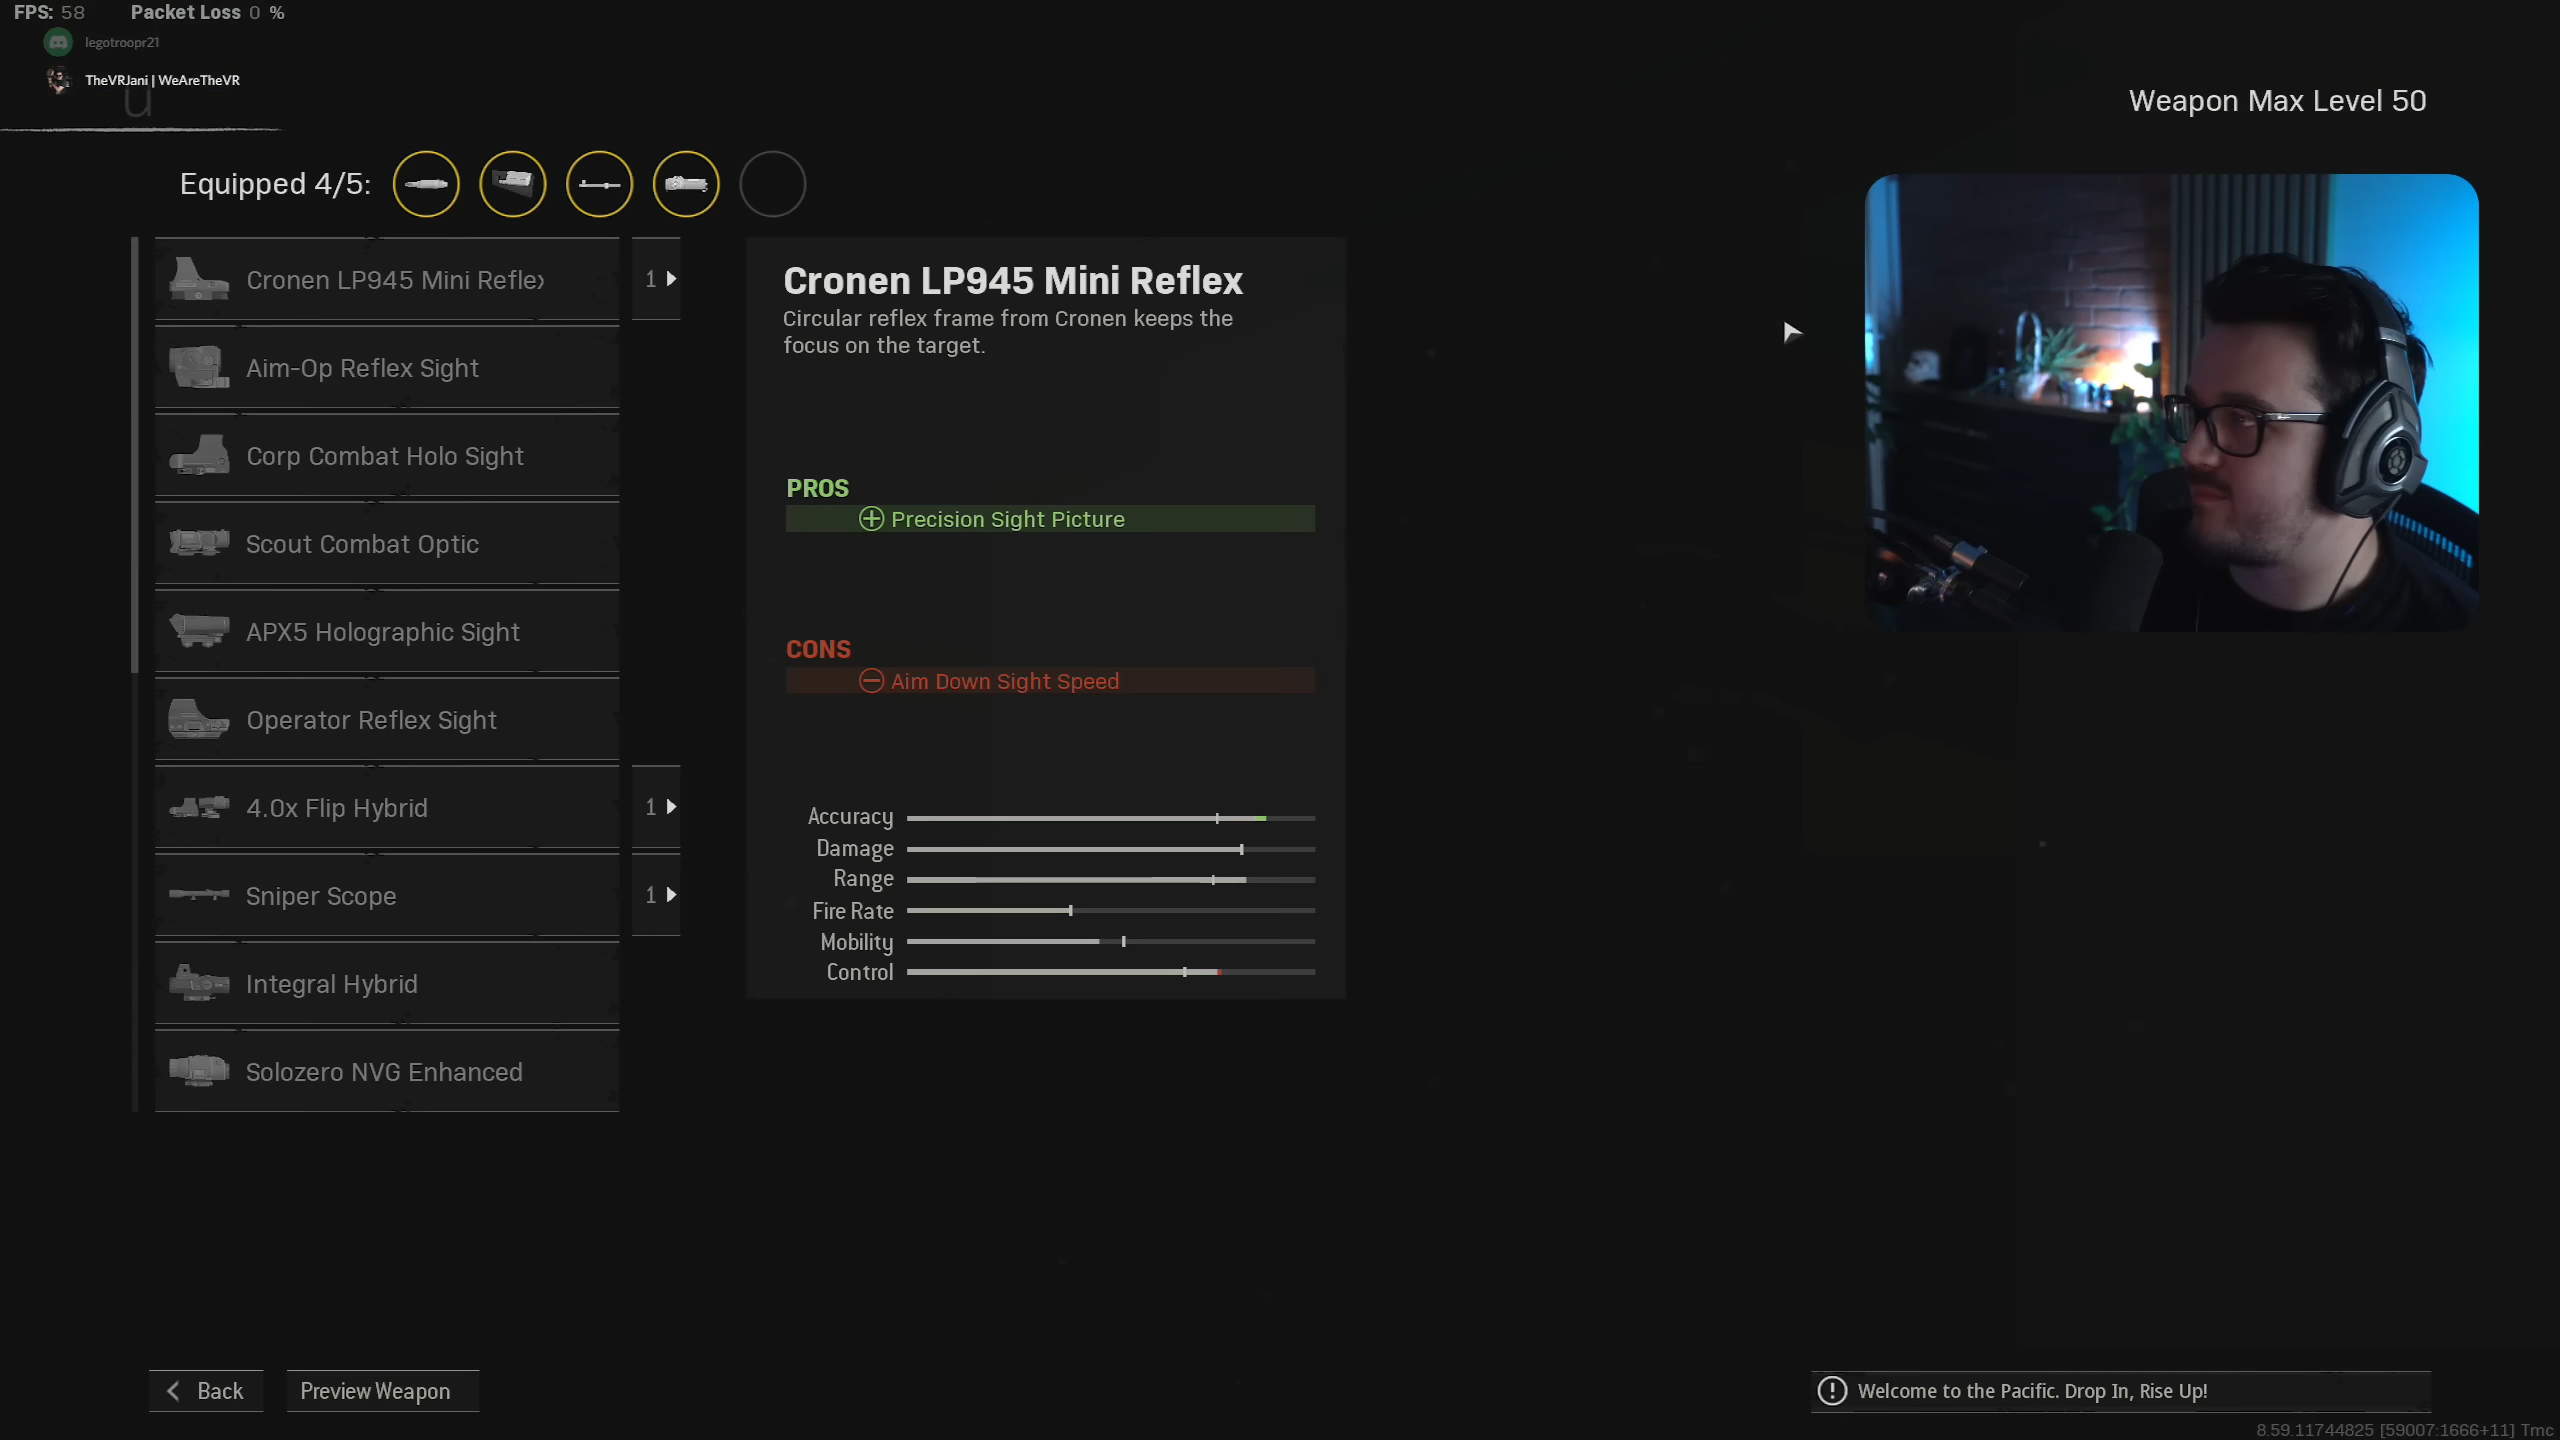 FPS: 58 Packet Loss 0 %
legotroopr21
TheVRJani | WeAreTheVR
Weapon Max Level 50
Equipped 4/5:
Cronen LP945 Mini Reflex
1
Aim-Op Reflex Sight
Corp Combat Holo Sight
Scout Combat Optic
APX5 Holographic Sight
Operator Reflex Sight
4.0x Flip Hybrid
1
Sniper Scope
1
Integral Hybrid
Solozero NVG Enhanced
Cronen LP945 Mini Reflex
Circular reflex frame from Cronen keeps the
focus on the target.
PROS
Precision Sight Picture
CONS
Aim Down Sight Speed
Accuracy
Damage
Range
Fire Rate
Mobility
Control
Back
Preview Weapon
Welcome to the Pacific. Drop In, Rise Up!
8.59.11744825 [59007:1666+11] Tmc